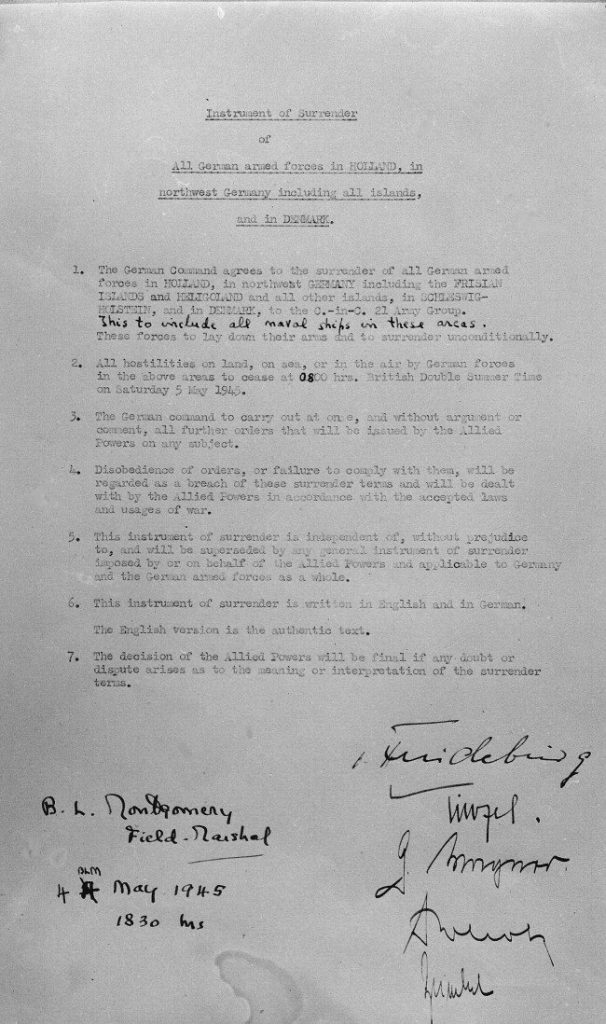 Instrument of Surrender
of
All German armed forces in HOLLAND, in
northwest Germany including all islands,
and in DENMARK.
1. The German Command agrees to the surrender of all German armed
forces in HOLLAND, in northwest GERMANY including the FRISIAN
ISLANDS and HELIGOLAND and all other islands, in SCHLESWIG-
HOLSTEIN, and in DENMARK, to the C.-in-C. 21 Army Group.
This to include all naval ships in these areas.
These forces to lay down their arms and to surrender unconditionally.
2. All hostilities on land, on sea, or in the air by German forces
in the above areas to cease at 0800 hrs. British Double Summer Time
on Saturday 5 May 1945.
3. The German command to carry out at once, and without argument or
comment, all further orders that will be issued by the Allied
Powers on any subject.
4. Disobedience of orders, or failure to comply with them, will be
regarded as a breach of these surrender terms and will be dealt
with by the Allied Powers in accordance with the accepted laws
and usages of war.
5. This instrument of surrender is independent of, without prejudice
to, and will be superseded by any general instrument of surrender
imposed by or on behalf of the Allied Powers and applicable to Germany
and the German armed forces as a whole.
6. This instrument of surrender is written in English and in German.
The English version is the authentic text.
7. The decision of the Allied Powers will be final if any doubt or
dispute arises as to the meaning or interpretation of the surrender
terms.
Friedeburg
Kinzel.
G. Wagner.
B. L. Montgomery
Field-Marshal
BLM
4 May 1945
1830 hrs